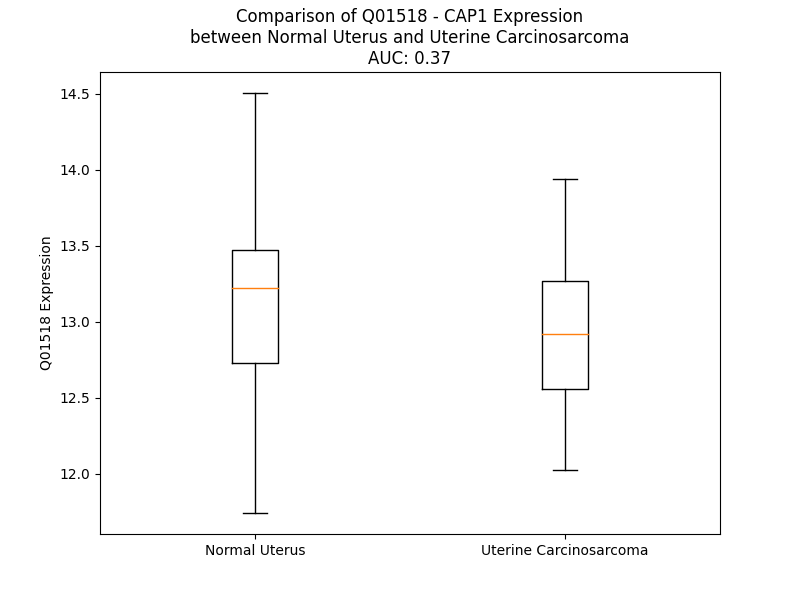 Comparison of Q01518 - CAP1 Expression
between Normal Uterus and Uterine Carcinosarcoma
AUC: 0.37
14.5
14.0
13.5
13.0
12.5
12.0
Q01518 Expression
Normal Uterus
Uterine Carcinosarcoma